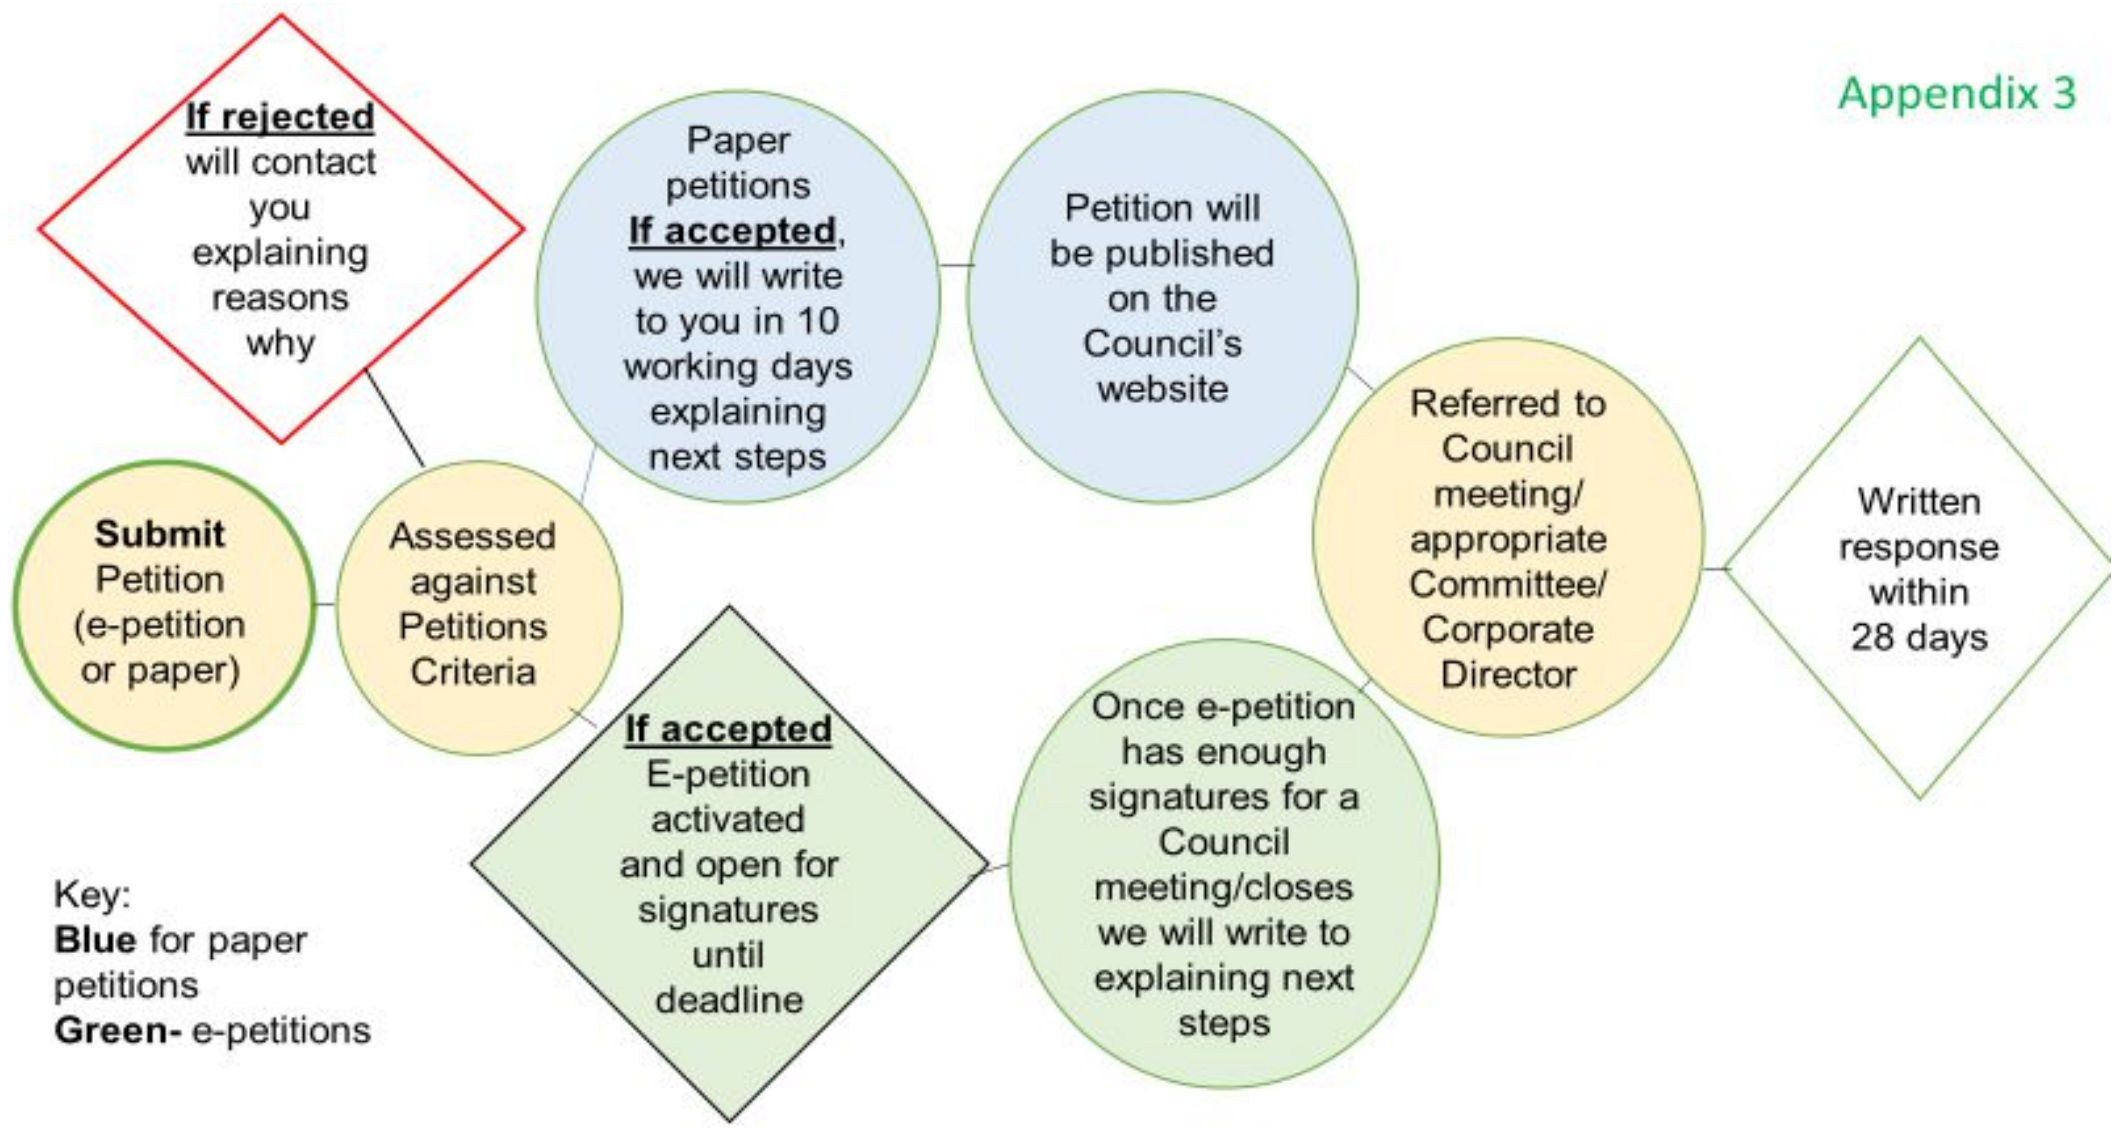 Appendix 3
If rejected
will contact
you
explaining
reasons
why
Paper
petitions
If accepted,
we will write
to you in 10
working days
explaining
next steps
Petition will
be published
on the
Council’s
website
Submit
Petition
(e-petition
or paper)
Assessed
against
Petitions
Criteria
Referred to
Council
meeting/
appropriate
Committee/
Corporate
Director
Written
response
within
28 days
If accepted
E-petition
activated
and open for
signatures
until
deadline
Once e-petition
has enough
signatures for a
Council
meeting/closes
we will write to
explaining next
steps
Key:
Blue for paper
petitions
Green- e-petitions